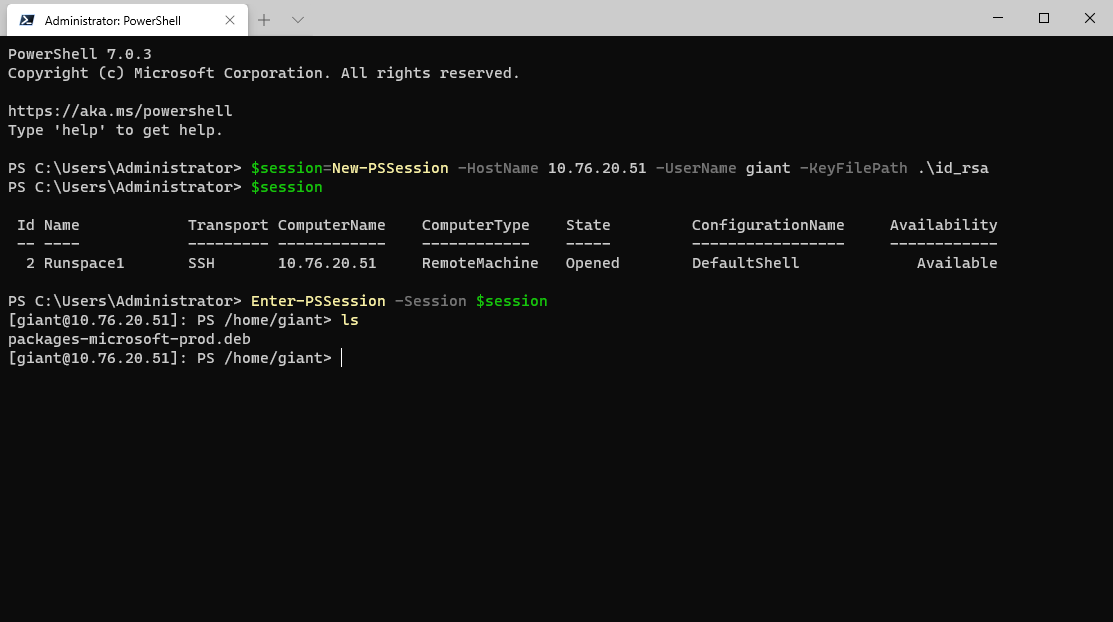 Administrator: PowerShell
PowerShell 7.0.3
Copyright (c) Microsoft Corporation. All rights reserved.
https://aka.ms/powershell
Type 'help' to get help.
PS C:\Users\Administrator> $session=New-PSSession -HostName 10.76.20.51 -UserName giant -KeyFilePath .\id_rsa
PS C:\Users\Administrator> $session
 Id Name            Transport ComputerName    ComputerType    State         ConfigurationName     Availability
 -- ----            --------- ------------    ------------    -----         -----------------     ------------
  2 Runspace1       SSH       10.76.20.51     RemoteMachine   Opened        DefaultShell             Available
PS C:\Users\Administrator> Enter-PSSession -Session $session
[giant@10.76.20.51]: PS /home/giant> ls
packages-microsoft-prod.deb
[giant@10.76.20.51]: PS /home/giant>